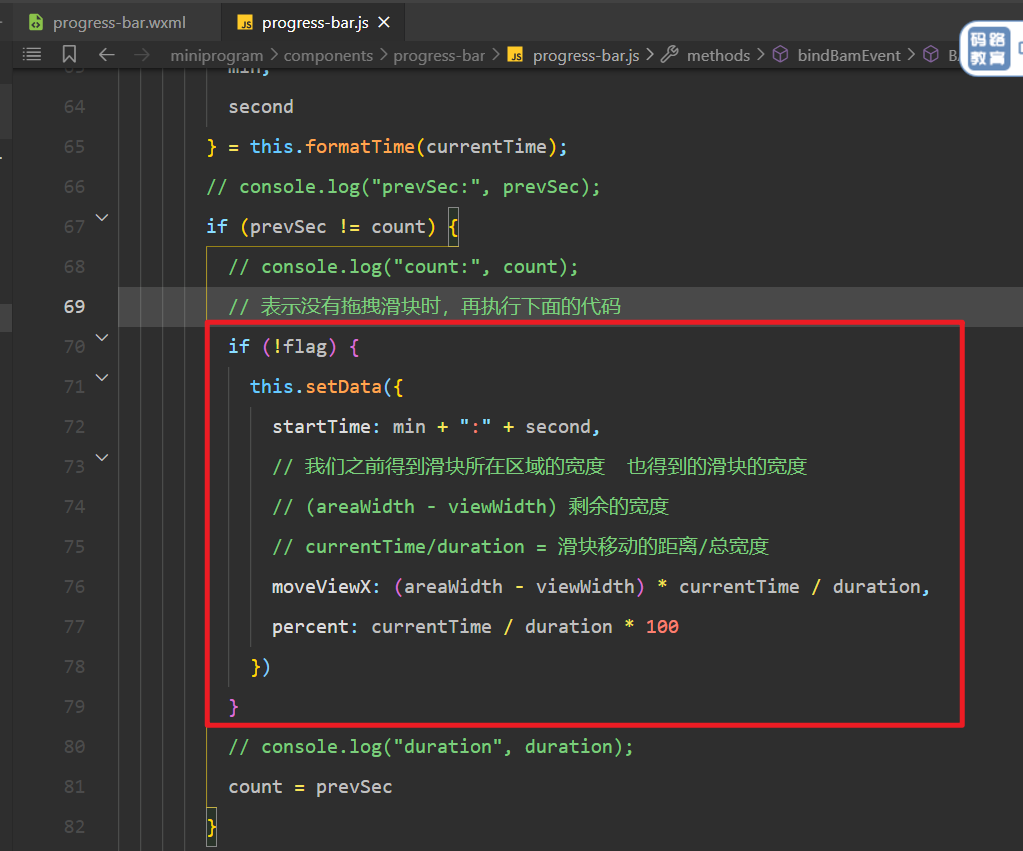 progress-bar.wxml
JS progress-bar.js
miniprogram > components > progress-bar > JS progress-bar.js > methods > bindBamEvent >
码路教育
63 min,
64 second
65 } = this.formatTime(currentTime);
66 // console.log("prevSec:", prevSec);
67 if (prevSec != count) {
68 // console.log("count:", count);
69 // 表示没有拖拽滑块时，再执行下面的代码
70 if (!flag) {
71 this.setData({
72 startTime: min + ":" + second,
73 // 我们之前得到滑块所在区域的宽度 也得到的滑块的宽度
74 // (areaWidth - viewWidth) 剩余的宽度
75 // currentTime/duration = 滑块移动的距离/总宽度
76 moveViewX: (areaWidth - viewWidth) * currentTime / duration,
77 percent: currentTime / duration * 100
78 })
79 }
80 // console.log("duration", duration);
81 count = prevSec
82 }